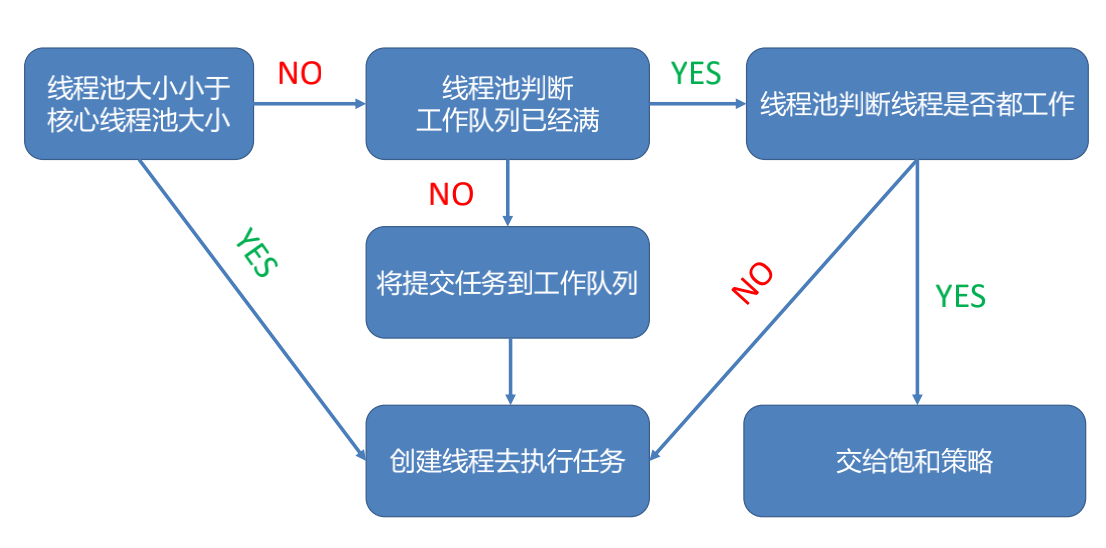 线程池大小小于
核心线程池大小
NO
线程池判断
工作队列已经满
YES
线程池判断线程是否都工作
NO
YES
将提交任务到工作队列
NO
YES
创建线程去执行任务
交给饱和策略